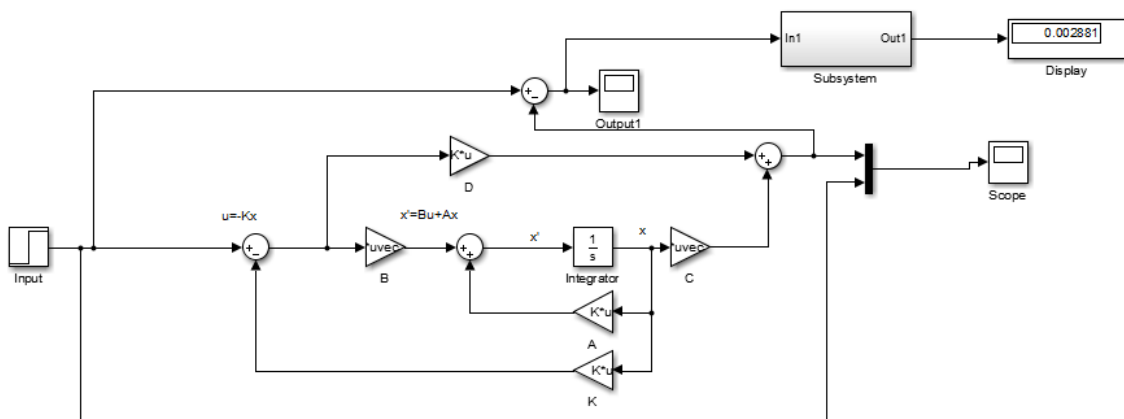 In1
Out1
Subsystem
0.002881
Display
+
−
Output1
K*u
D
+
+
Scope
u=-Kx
x'=Bu+Ax
Input
+
−
*uvec
B
+
+
x'
1
s
Integrator
x
*uvec
C
K*u
A
K*u
K